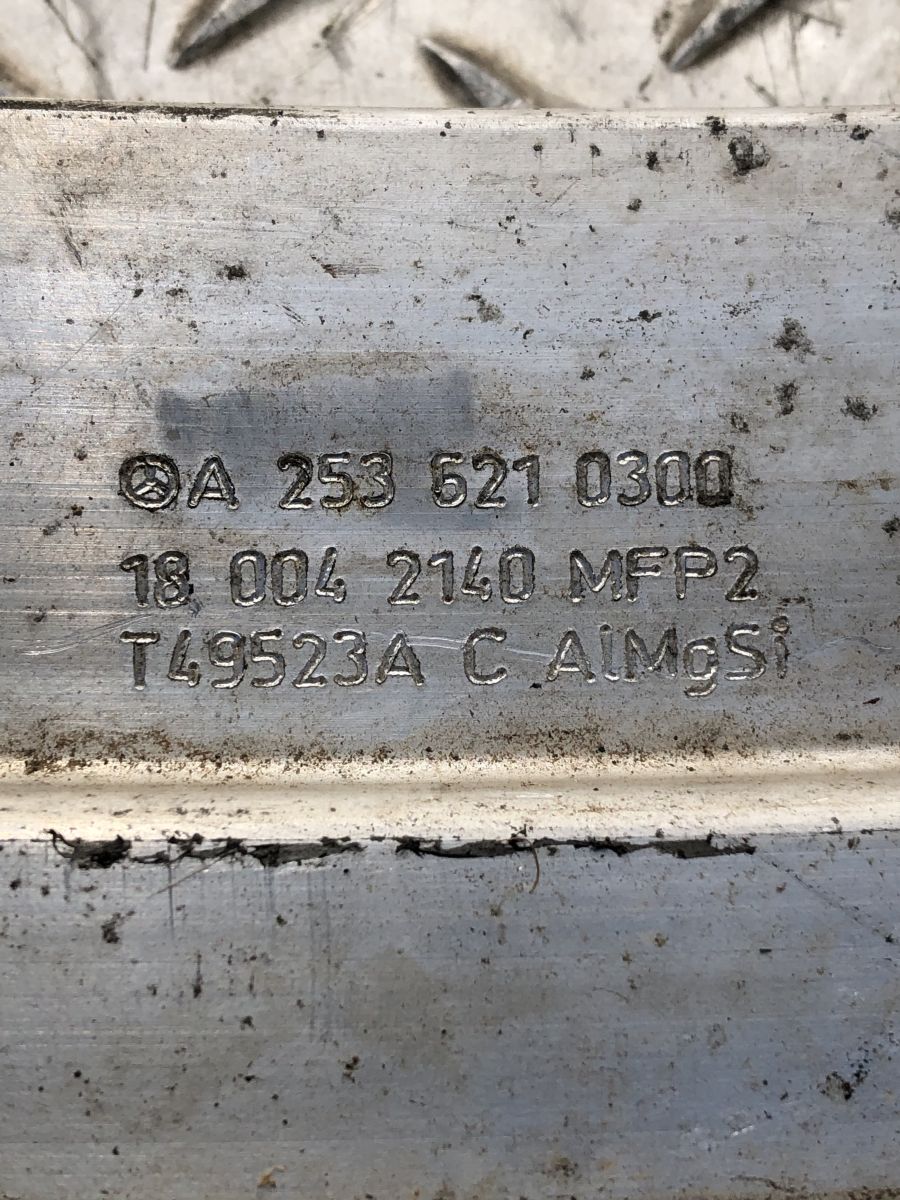 A 253 621 0300
18 004 2140 MFP2
T49523A C AlMgSi